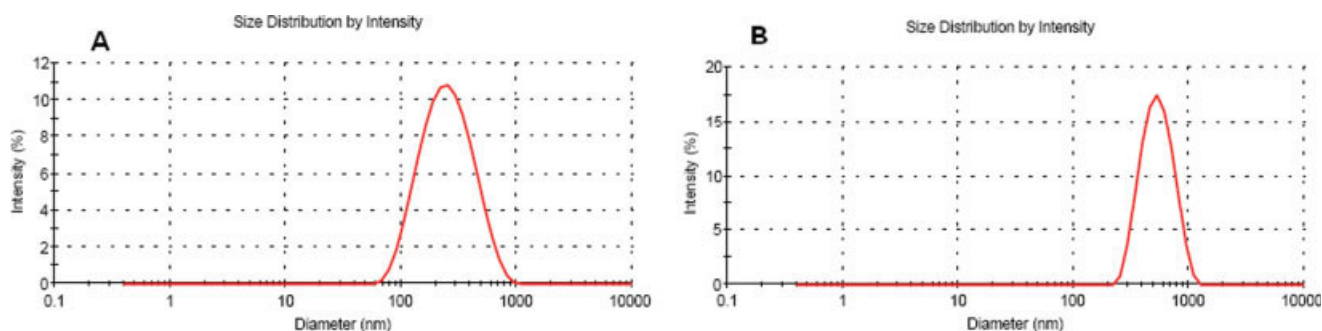 Size Distribution by Intensity
A
12
10
8
6
4
2
0
Intensity (%)
0.1 1 10 100 1000 10000
Diameter (nm)
Size Distribution by Intensity
B
20
15
10
5
0
Intensity (%)
0.1 1 10 100 1000 10000
Diameter (nm)